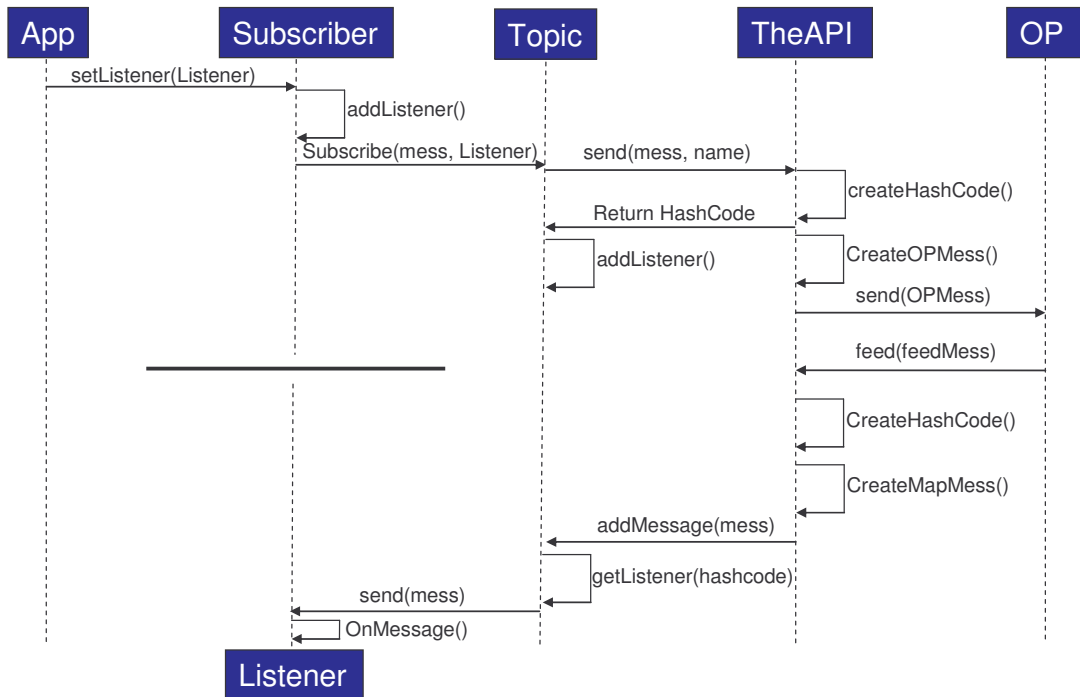 App
Subscriber
Topic
TheAPI
OP
setListener(Listener)
addListener()
Subscribe(mess, Listener)
send(mess, name)
createHashCode()
Return HashCode
addListener()
CreateOPMess()
send(OPMess)
feed(feedMess)
CreateHashCode()
CreateMapMess()
addMessage(mess)
getListener(hashcode)
send(mess)
OnMessage()
Listener